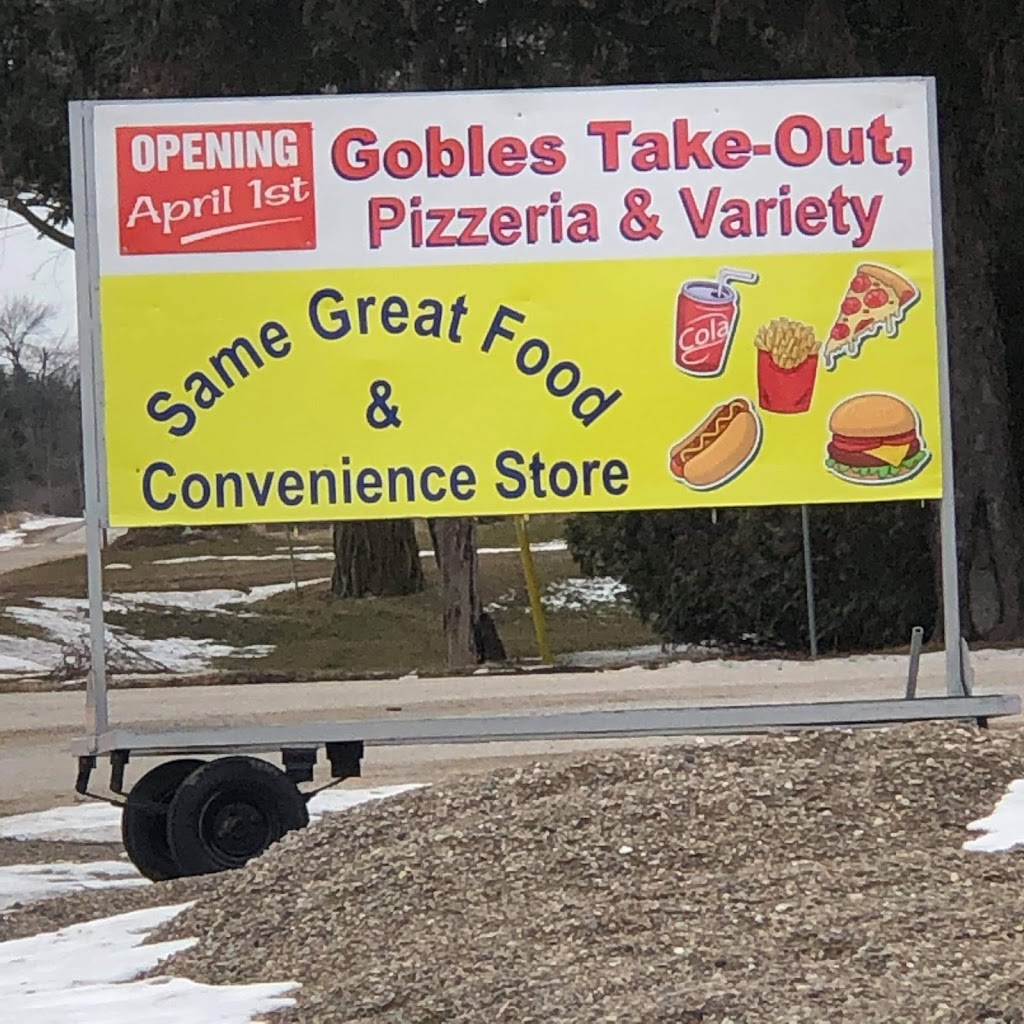 OPENING
April 1st
Gobles Take-Out,
Pizzeria & Variety
Same Great Food
&
Convenience Store
Cola